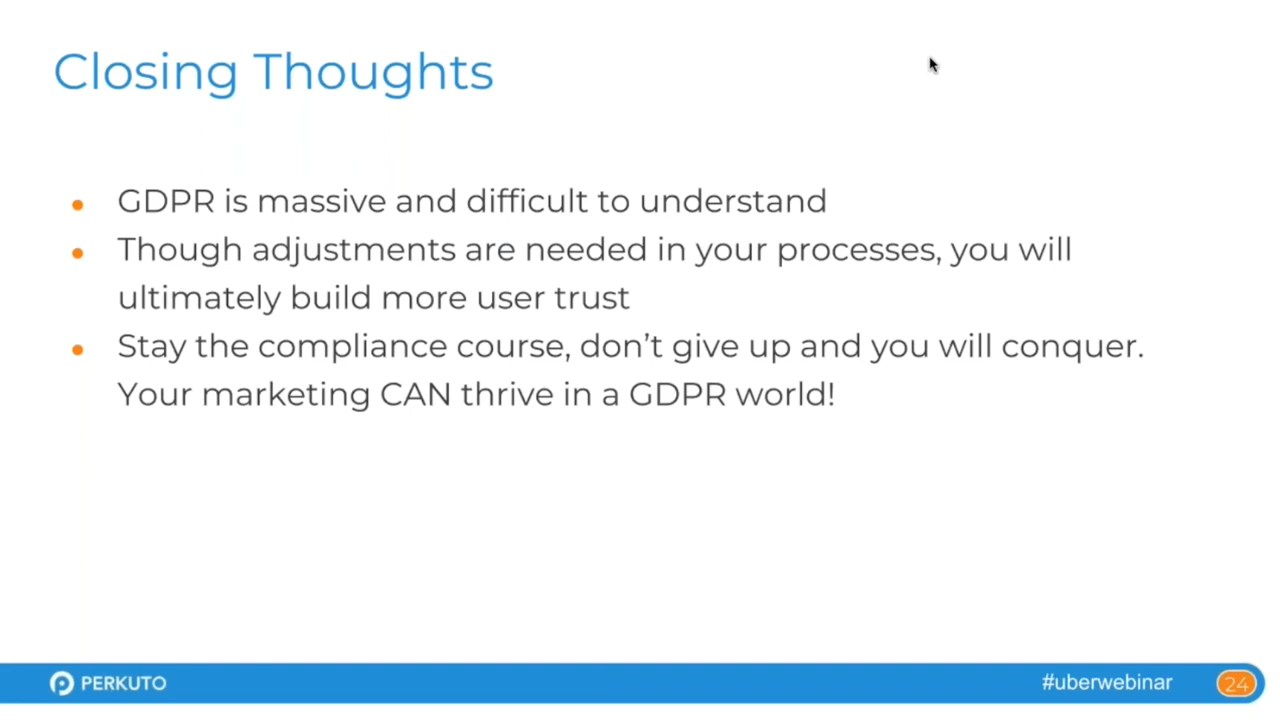 Closing Thoughts
GDPR is massive and difficult to understand
Though adjustments are needed in your processes, you will
ultimately build more user trust
Stay the compliance course, don’t give up and you will conquer.
Your marketing CAN thrive in a GDPR world!
PERKUTO
#uberwebinar
24